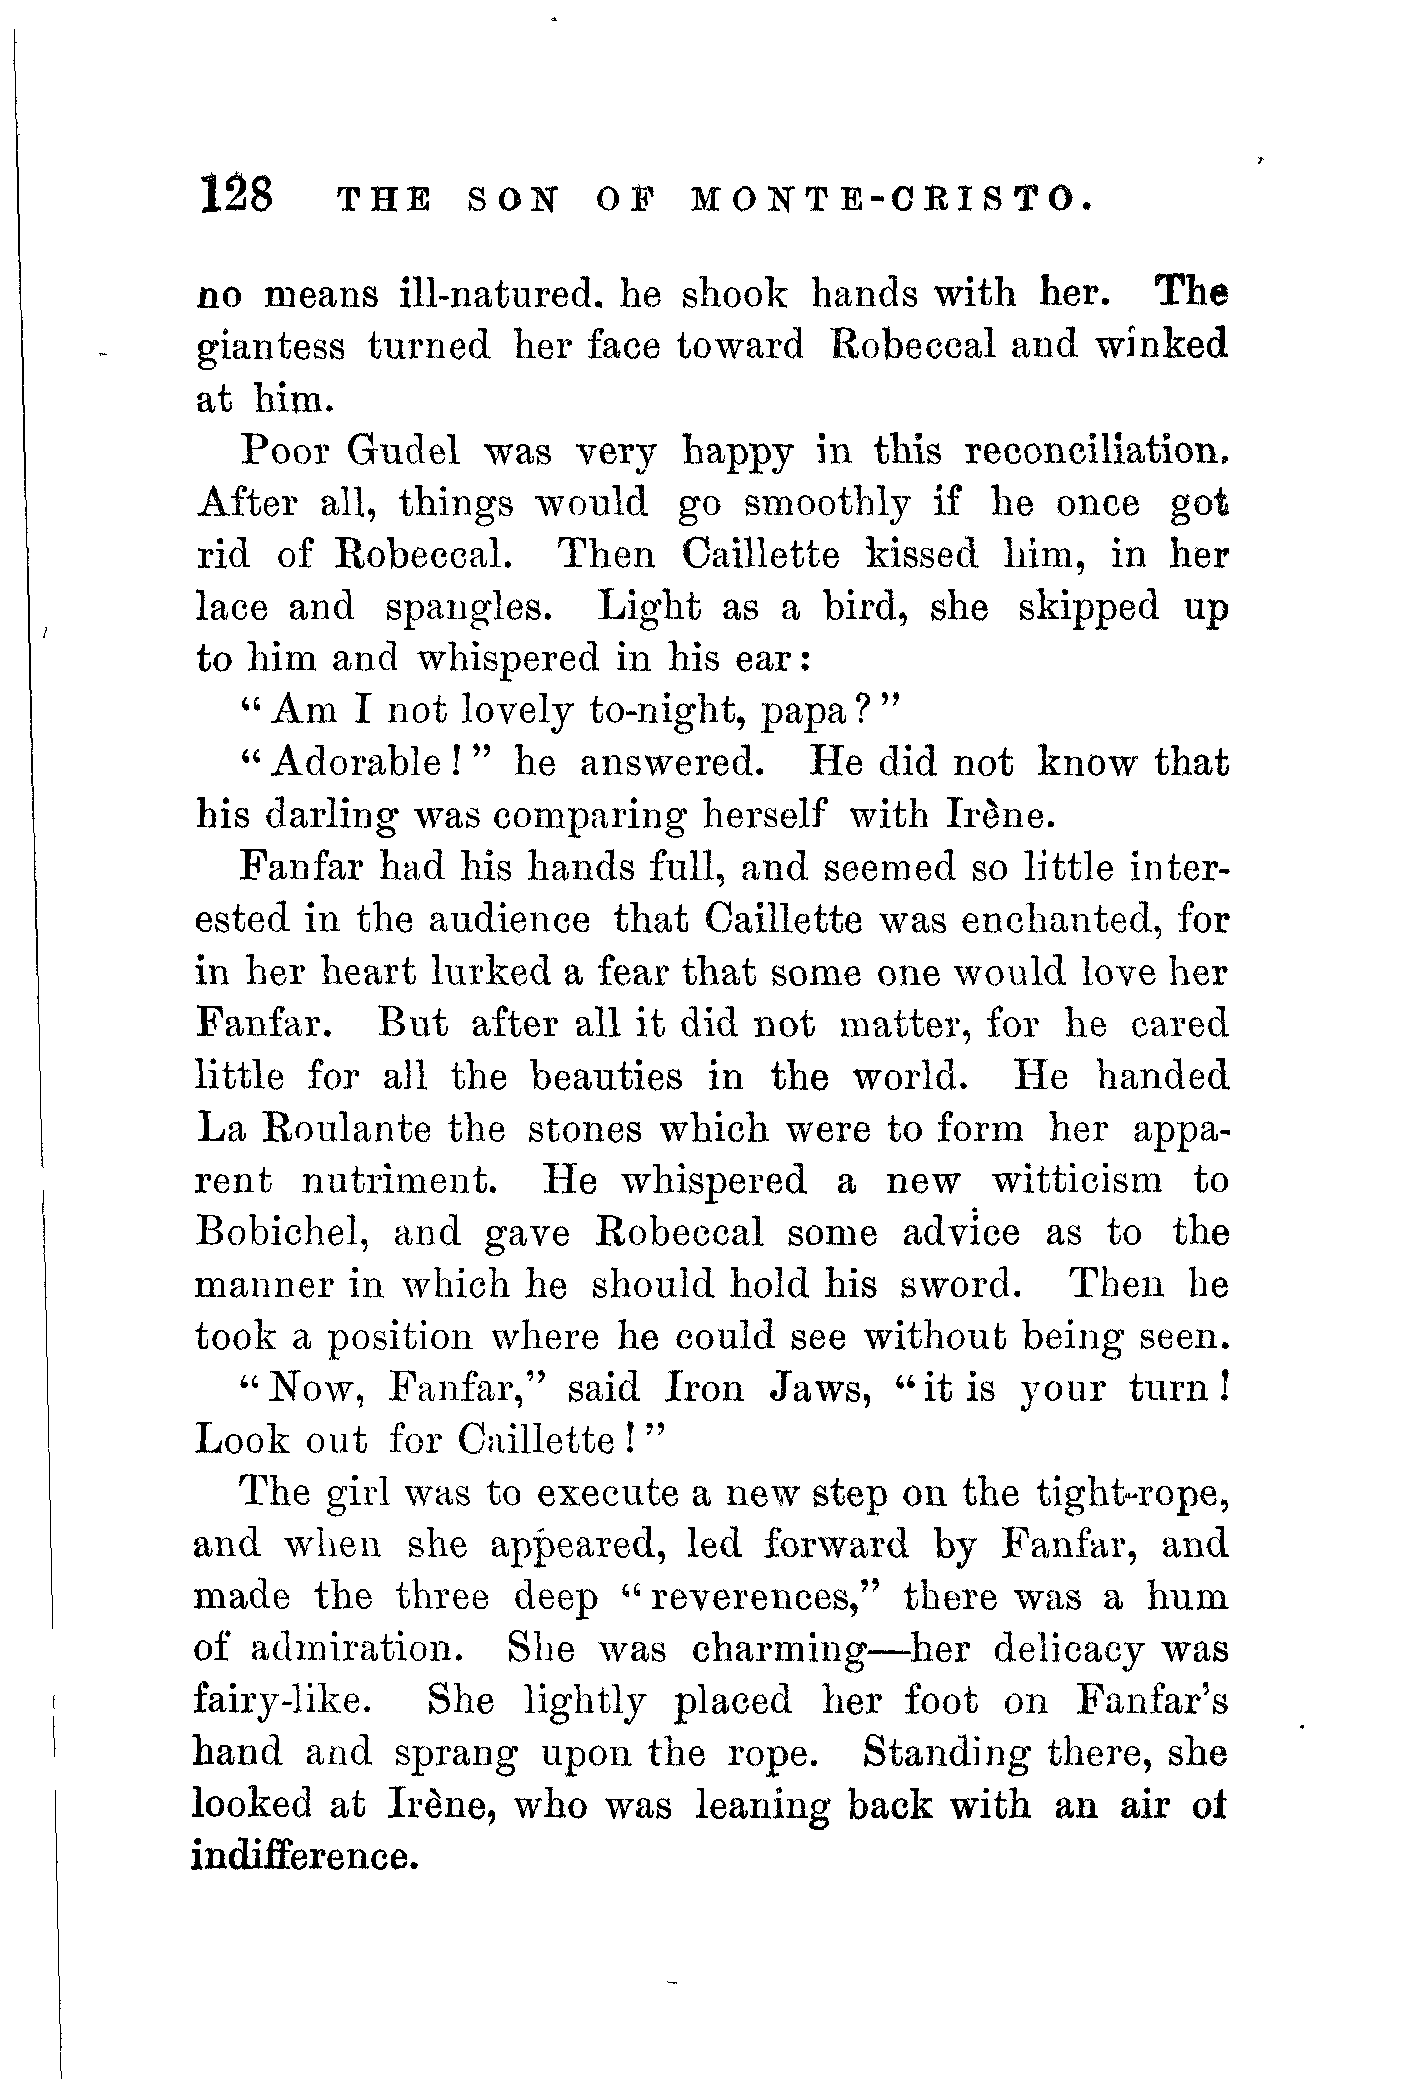 128 THE SON OF MONTE-CRISTO.
no means ill-natured. he shook hands with her. The
giantess turned her face toward Robeccal and winked
at him.
Poor Gudel was very happy in this reconciliation.
After all, things would go smoothly if he once got
rid of Robeccal. Then Caillette kissed him, in her
lace and spangles. Light as a bird, she skipped up
to him and whispered in his ear:
"Am I not lovely to-night, papa?"
"Adorable!" he answered. He did not know that
his darling was comparing herself with Irène.
Fanfar had his hands full, and seemed so little inter-
ested in the audience that Caillette was enchanted, for
in her heart lurked a fear that some one would love her
Fanfar. But after all it did not matter, for he cared
little for all the beauties in the world. He handed
La Roulante the stones which were to form her appa-
rent nutriment. He whispered a new witticism to
Bobichel, and gave Robeccal some advice as to the
manner in which he should hold his sword. Then he
took a position where he could see without being seen.
"Now, Fanfar," said Iron Jaws, "it is your turn!
Look out for Caillette!"
The girl was to execute a new step on the tight-rope,
and when she appeared, led forward by Fanfar, and
made the three deep "reverences," there was a hum
of admiration. She was charming—her delicacy was
fairy-like. She lightly placed her foot on Fanfar's
hand and sprang upon the rope. Standing there, she
looked at Irène, who was leaning back with an air of
indifference.